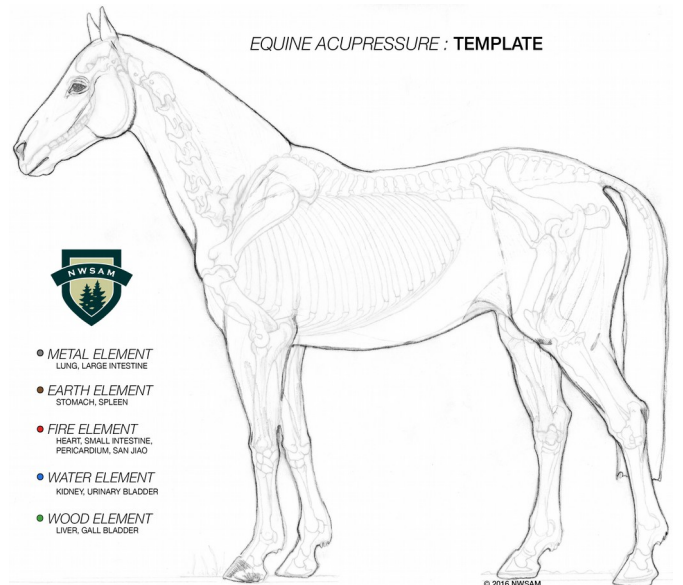 EQUINE ACUPRESSURE : TEMPLATE
NWSAM
METAL ELEMENT
LUNG, LARGE INTESTINE
EARTH ELEMENT
STOMACH, SPLEEN
FIRE ELEMENT
HEART, SMALL INTESTINE,
PERICARDIUM, SAN JIAO
WATER ELEMENT
KIDNEY, URINARY BLADDER
WOOD ELEMENT
LIVER, GALL BLADDER
© 2016 NWSAM